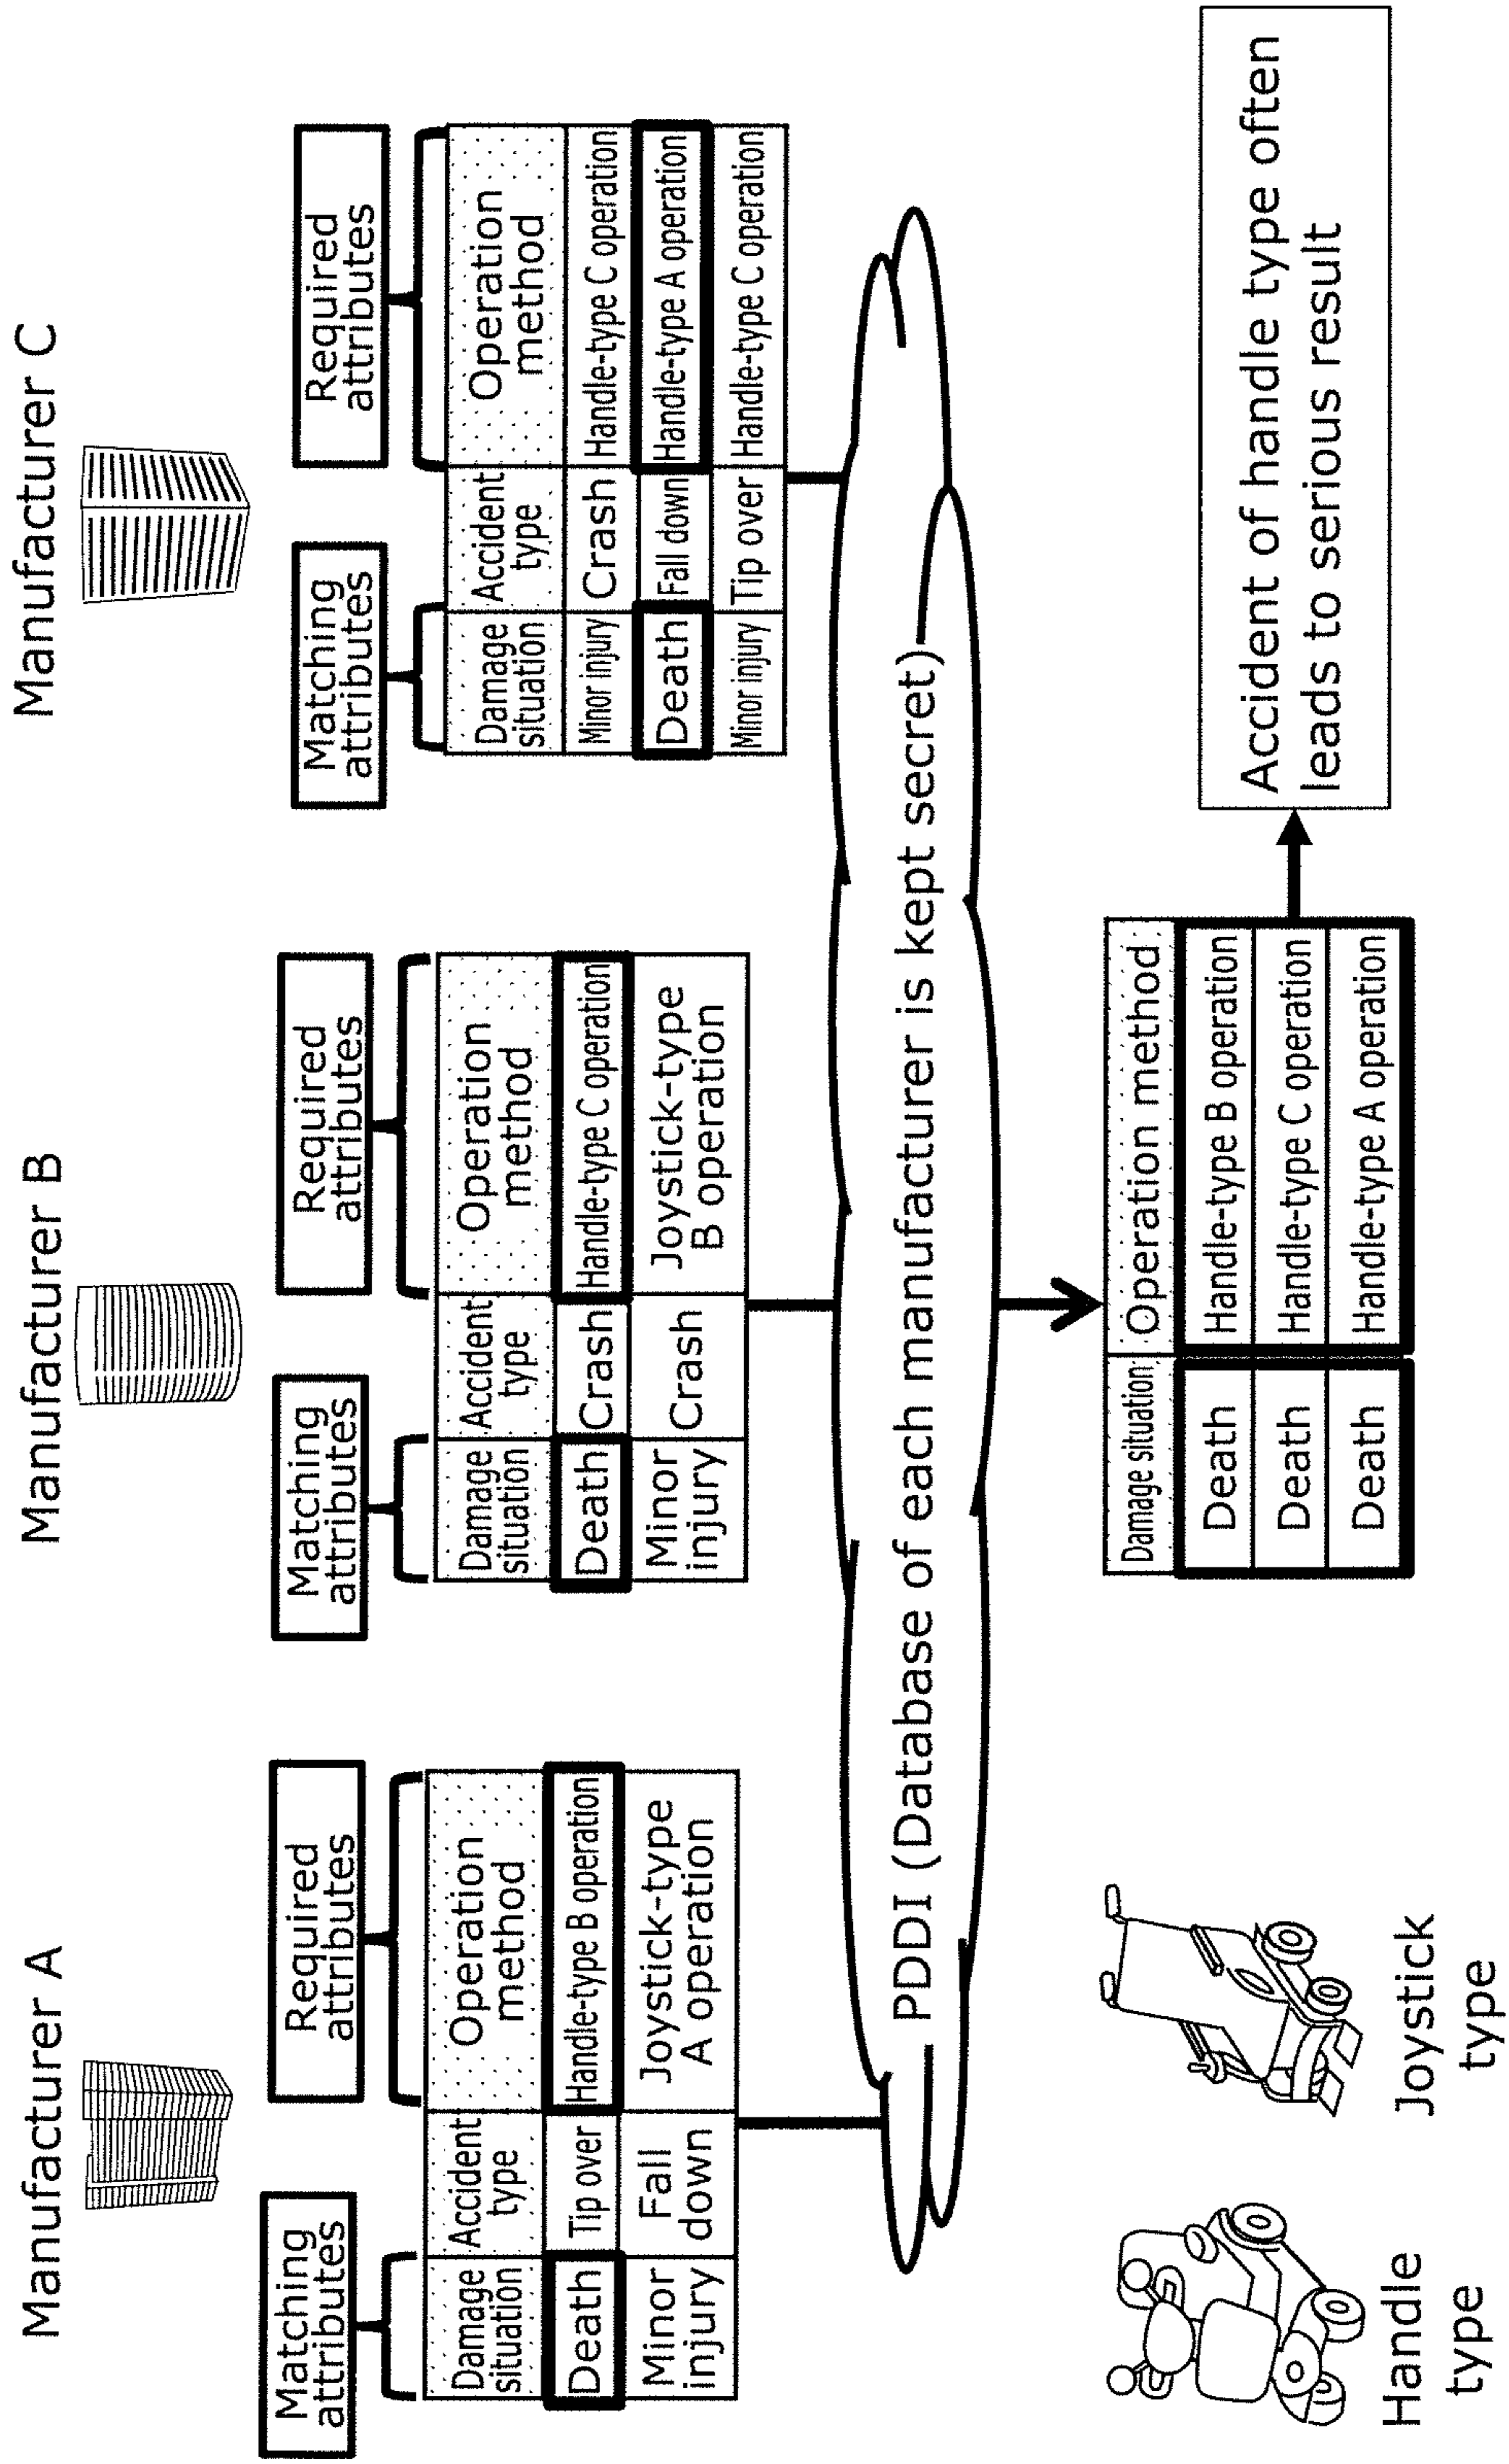 Manufacturer A
Matching
attributes
Required
attributes
Damage
situation
Accident
type
Operation
method
Death
Tip over
Handle-type B operation
Minor
injury
Fall
down
Joystick-type
A operation
Manufacturer B
Matching
attributes
Required
attributes
Damage
situation
Accident
type
Operation
method
Death
Crash
Handle-type C operation
Minor
injury
Crash
Joystick-type
B operation
Manufacturer C
Matching
attributes
Required
attributes
Damage
situation
Accident
type
Operation
method
Minor injury
Crash
Handle-type C operation
Death
Fall down
Handle-type A operation
Minor injury
Tip over
Handle-type C operation
PDDI (Database of each manufacturer is kept secret)
Handle
type
Joystick
type
Damage situation
Operation method
Death
Handle-type B operation
Death
Handle-type C operation
Death
Handle-type A operation
Accident of handle type often
leads to serious result